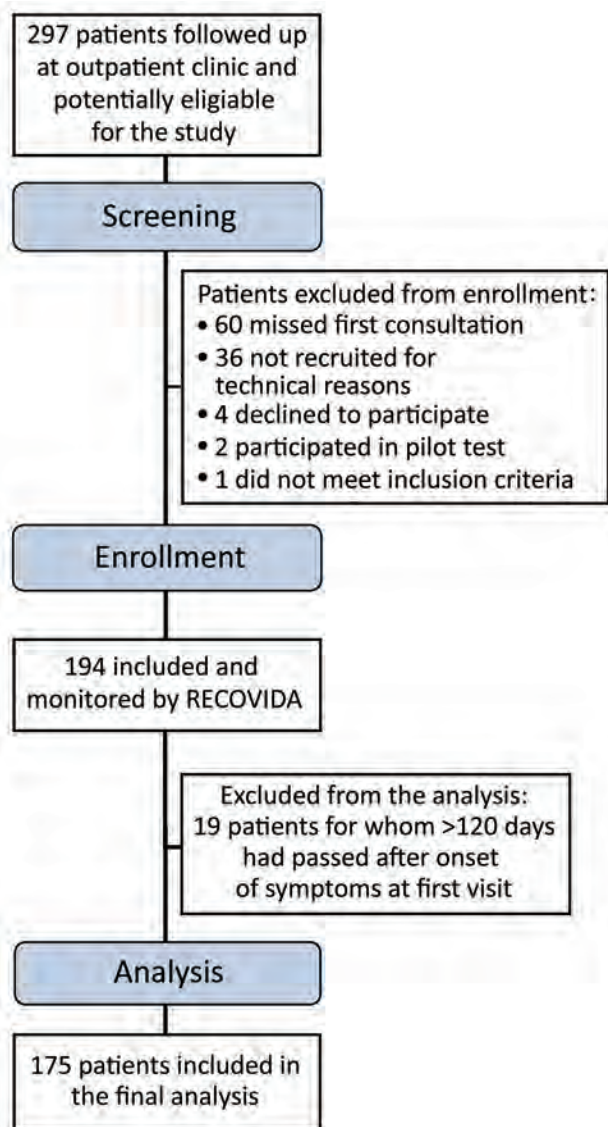 297 patients followed up
at outpatient clinic and
potentially eligiable
for the study
Screening
Patients excluded from enrollment:
• 60 missed first consultation
• 36 not recruited for
technical reasons
• 4 declined to participate
• 2 participated in pilot test
• 1 did not meet inclusion criteria
Enrollment
194 included and
monitored by RECOVIDA
Excluded from the analysis:
19 patients for whom >120 days
had passed after onset
of symptoms at first visit
Analysis
175 patients included in
the final analysis